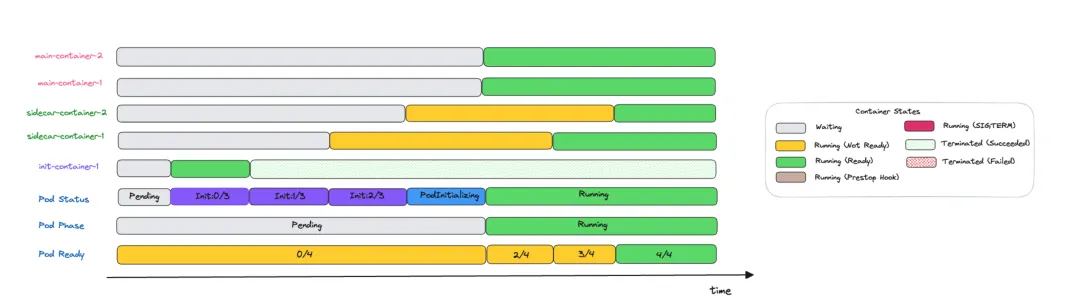 main-container-2
main-container-1
sidecar-container-2
sidecar-container-1
init-container-1
Pod Status
Pending
Init:0/3
Init:1/3
Init:2/3
PodInitializing
Running
Pod Phase
Pending
Running
Pod Ready
0/4
2/4
3/4
4/4
time
Container States
Waiting
Running (Not Ready)
Running (Ready)
Running (Prestop Hook)
Running (SIGTERM)
Terminated (Succeeded)
Terminated (Failed)